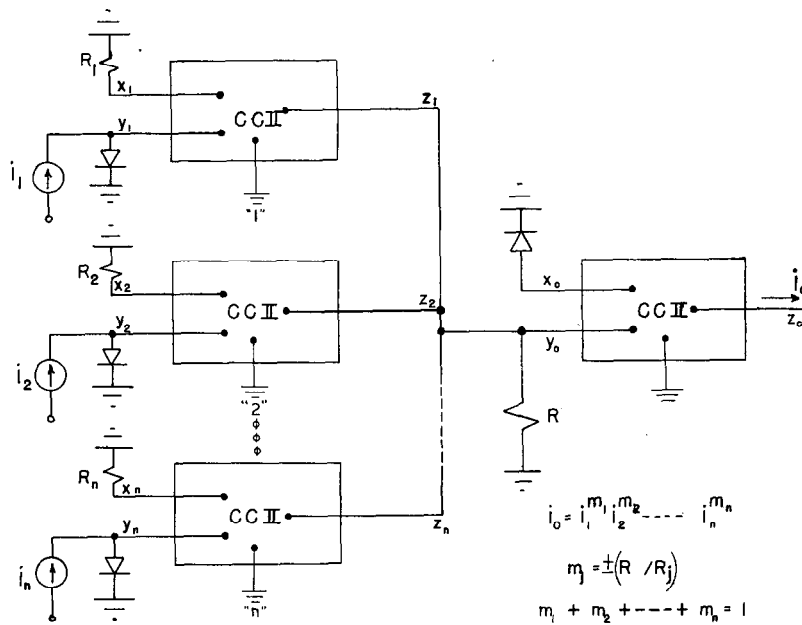 R₁
x₁
z₁
CCII
y₁
i₁
"1"
R₂
x₂
z₂
x₀
i₀
CCII
CCII
z₀
y₂
y₀
i₂
"2"
R
Rₙ
xₙ
i₀ = i₁^m₁ i₂^m₂ ---- iₙ^mₙ
CCII
zₙ
yₙ
mⱼ = ±(R / Rⱼ)
iₙ
"n"
m₁ + m₂ + ---- + mₙ = 1